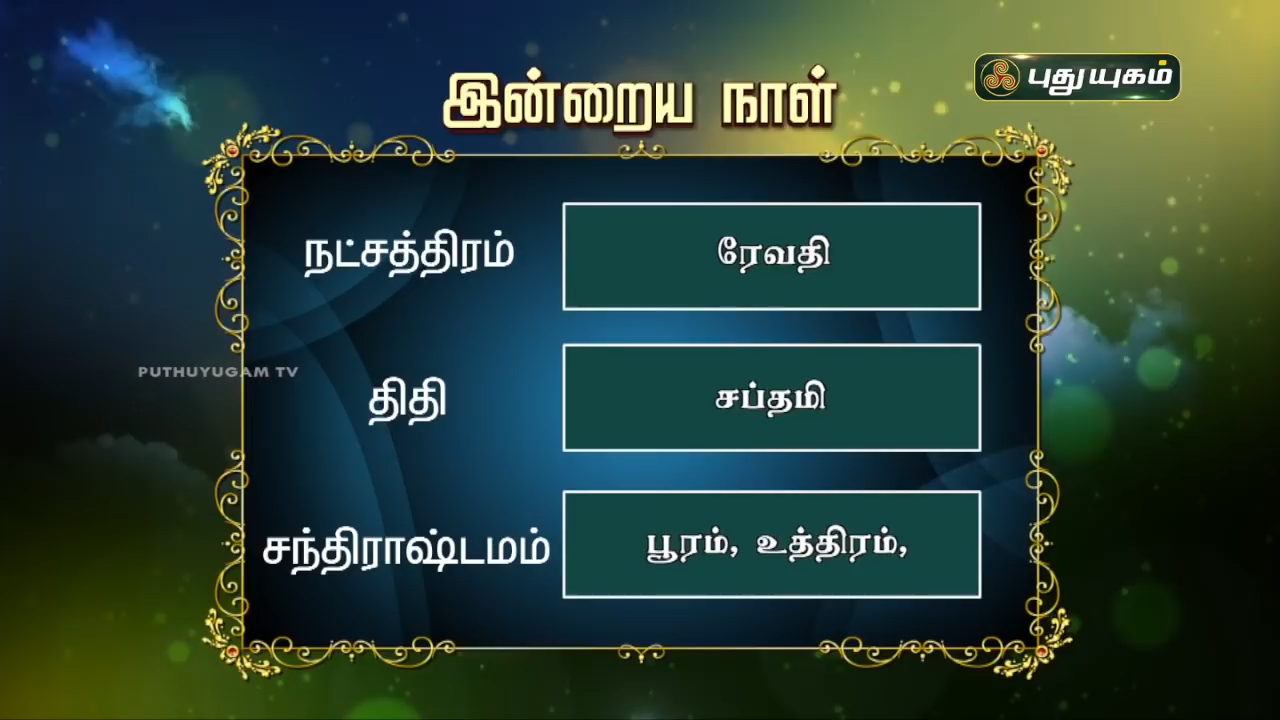 இன்றைய நாள்
புதுயுகம்
நட்சத்திரம்
ரேவதி
PUTHUYUGAM TV
திதி
சப்தமி
சந்திராஷ்டமம்
பூரம், உத்திரம்,